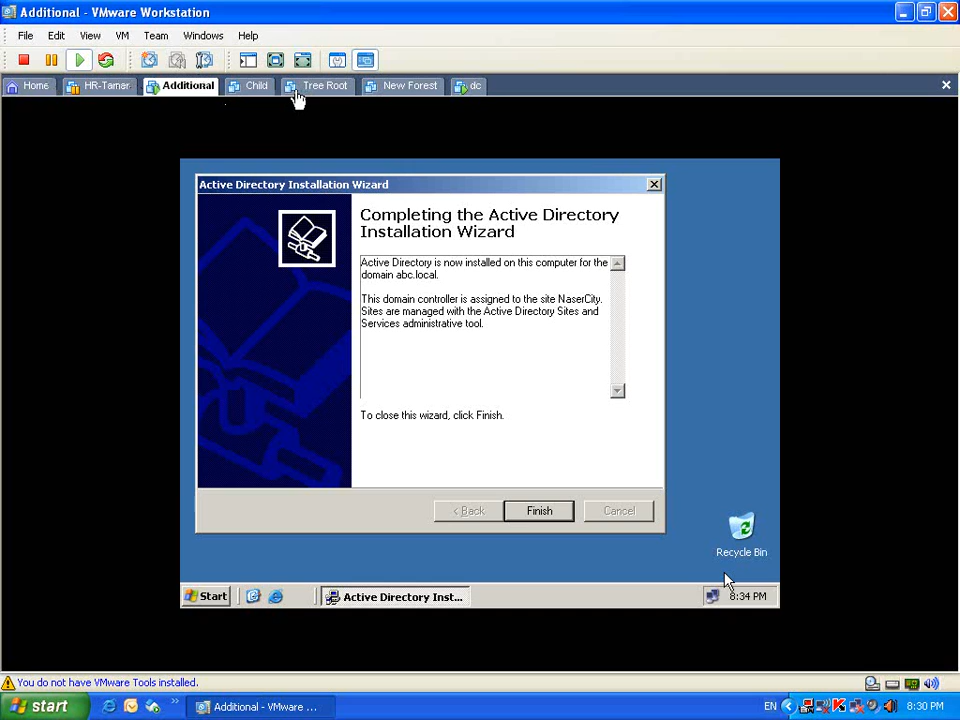 Additional - VMware Workstation
File Edit View VM Team Windows Help
Home HR-Tamer Additional Child Tree Root New Forest dc
Active Directory Installation Wizard
Completing the Active Directory
Installation Wizard
Active Directory is now installed on this computer for the
domain abc.local.
This domain controller is assigned to the site NaserCity.
Sites are managed with the Active Directory Sites and
Services administrative tool.
To close this wizard, click Finish.
< Back Finish Cancel
Recycle Bin
Start Active Directory Inst... 8:34 PM
You do not have VMware Tools installed.
start Additional - VMware ... EN 8:30 PM